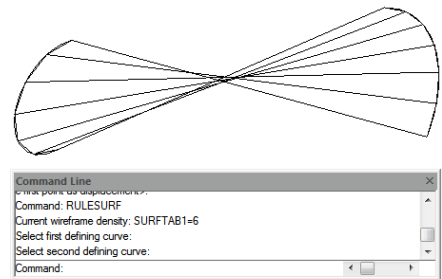 Command Line
Command: RULESURF
Current wireframe density: SURFTAB1=6
Select first defining curve:
Select second defining curve:
Command: